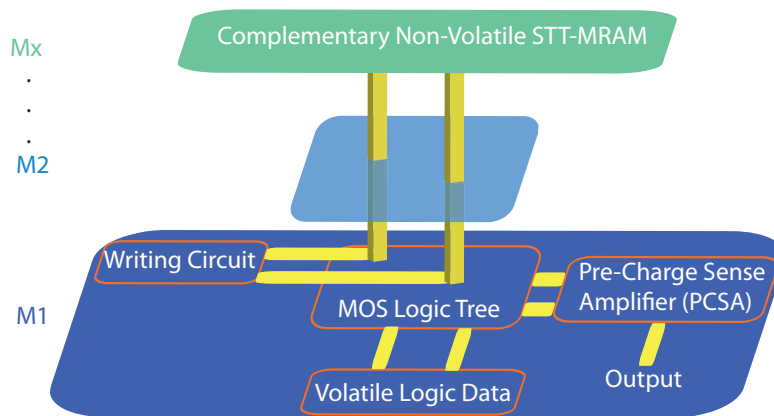 Complementary Non-Volatile STT-MRAM
Mx
.
.
.
M2
Writing Circuit
Pre-Charge Sense
Amplifier (PCSA)
MOS Logic Tree
M1
Volatile Logic Data
Output